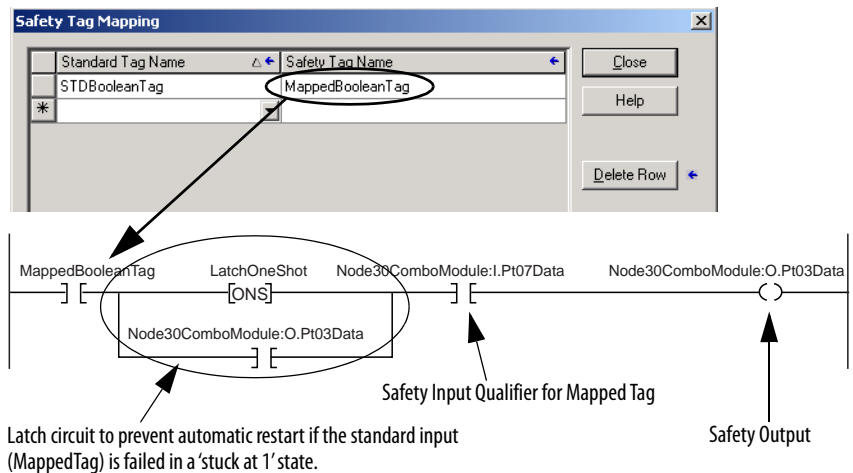 Safety Tag Mapping
Standard Tag Name Safety Tag Name
Close
STDBooleanTag MappedBooleanTag
Help
Delete Row
MappedBooleanTag LatchOneShot Node30ComboModule:I.Pt07Data Node30ComboModule:O.Pt03Data
ONS
Node30ComboModule:O.Pt03Data
Safety Input Qualifier for Mapped Tag
Latch circuit to prevent automatic restart if the standard input
(MappedTag) is failed in a ‘stuck at 1’ state.
Safety Output